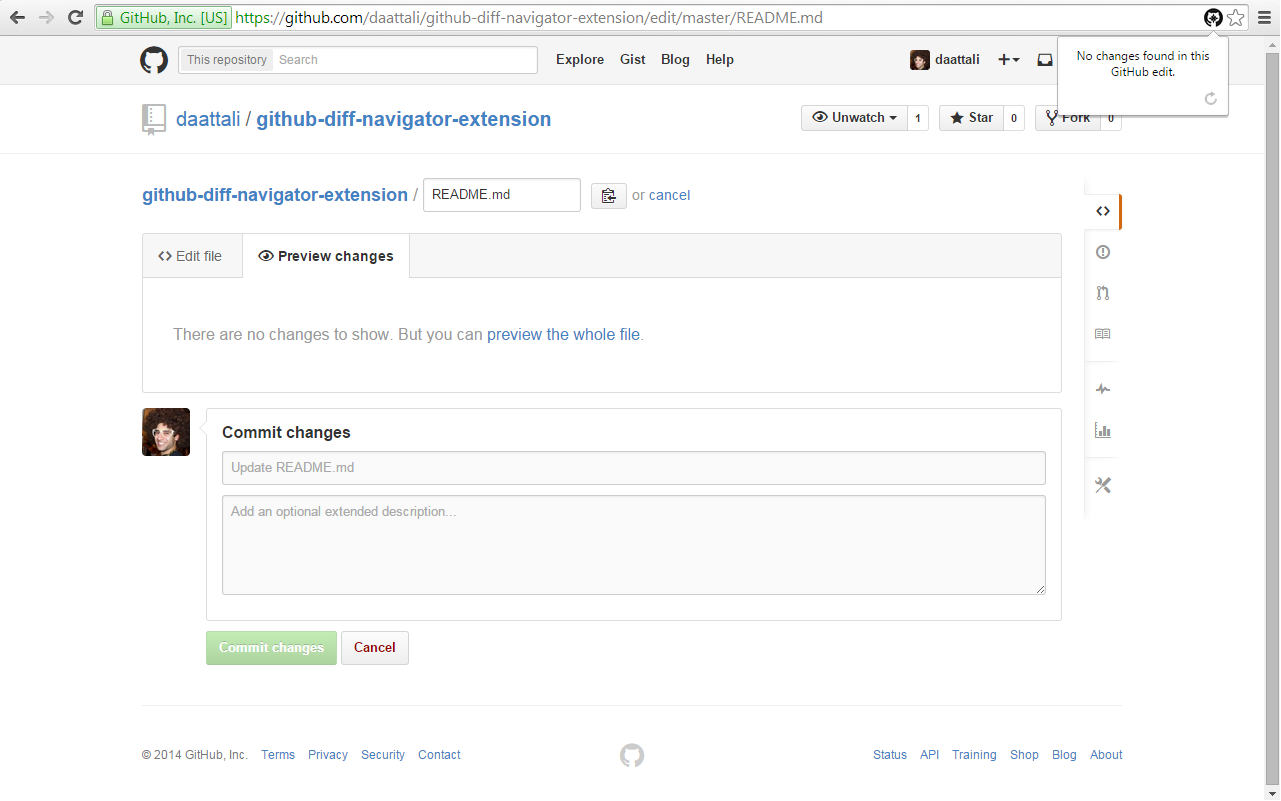 GitHub, Inc. [US] https://github.com/daattali/github-diff-navigator-extension/edit/master/README.md
No changes found in this
GitHub edit.
This repository Search Explore Gist Blog Help daattali
daattali / github-diff-navigator-extension Unwatch 1 Star 0 Fork 0
github-diff-navigator-extension / README.md or cancel
Edit file Preview changes
There are no changes to show. But you can preview the whole file.
Commit changes
Update README.md
Add an optional extended description...
Commit changes Cancel
© 2014 GitHub, Inc. Terms Privacy Security Contact Status API Training Shop Blog About